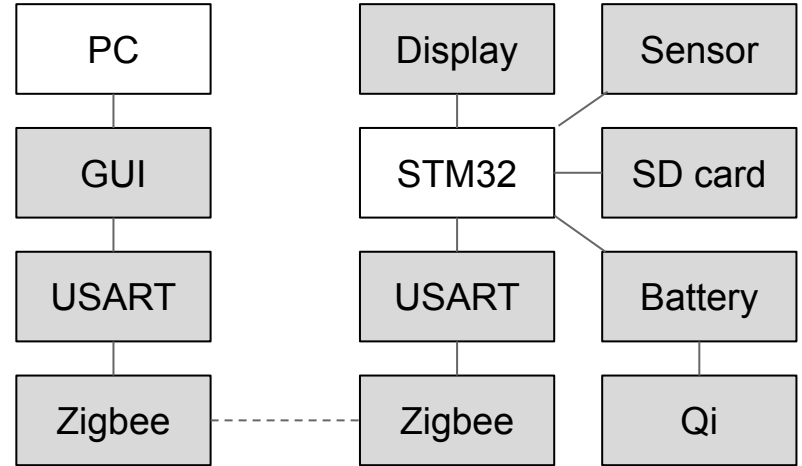 PC
Display
Sensor
GUI
STM32
SD card
USART
USART
Battery
Zigbee
Zigbee
Qi